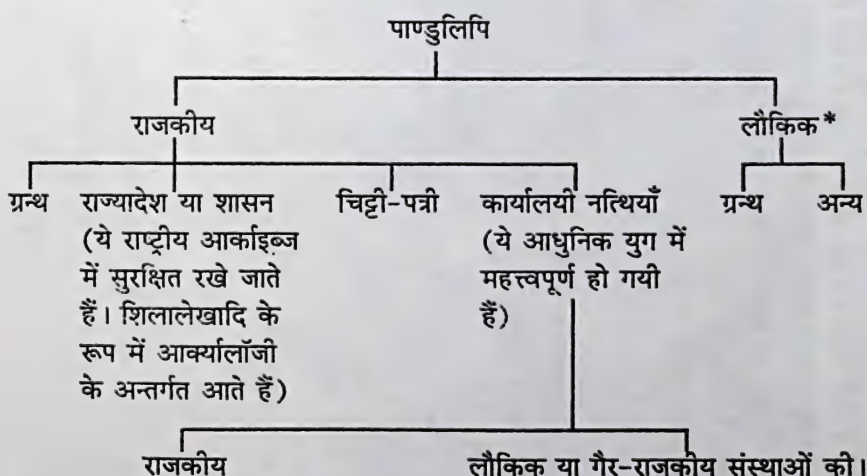 पाण्डुलिपि
राजकीय
लौकिक*
ग्रन्थ
राज्यादेश या शासन
(ये राष्ट्रीय आर्काइब्ज
में सुरक्षित रखे जाते
हैं। शिलालेखादि के
रूप में आर्क्यालॉजी
के अन्तर्गत आते हैं)
चिट्टी-पत्री
कार्यालयी नत्थियाँ
(ये आधुनिक युग में
महत्त्वपूर्ण हो गयी
हैं)
ग्रन्थ
अन्य
राजकीय
लौकिक या गैर-राजकीय संस्थाओं की।